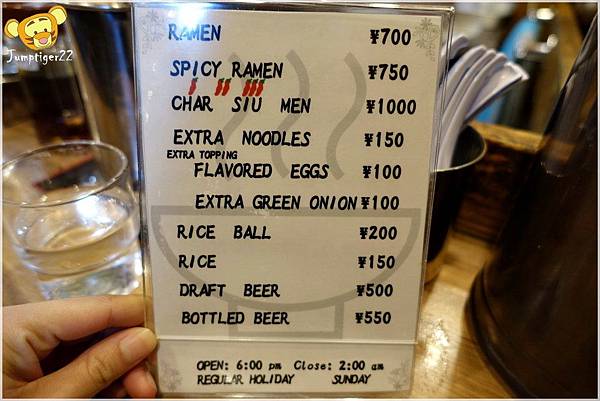 Jumptiger22
RAMEN ¥700
SPICY RAMEN ¥750
CHAR SIU MEN ¥1000
EXTRA NOODLES ¥150
EXTRA TOPPING
FLAVORED EGGS ¥100
EXTRA GREEN ONION ¥100
RICE BALL ¥200
RICE ¥150
DRAFT BEER ¥500
BOTTLED BEER ¥550
OPEN: 6:00 pm Close: 2:00 am
REGULAR HOLIDAY SUNDAY